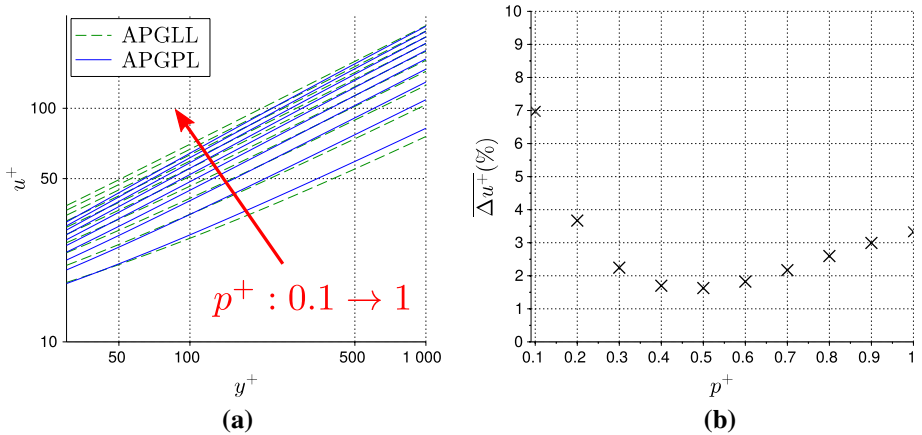 APGLL
APGPL
100
50
10
u⁺
p⁺ : 0.1 → 1
50 100 500 1 000
y⁺
(a)
10
9
8
7
6
5
4
3
2
1
0
Δu⁺(%)
0.1 0.2 0.3 0.4 0.5 0.6 0.7 0.8 0.9 1
p⁺
(b)